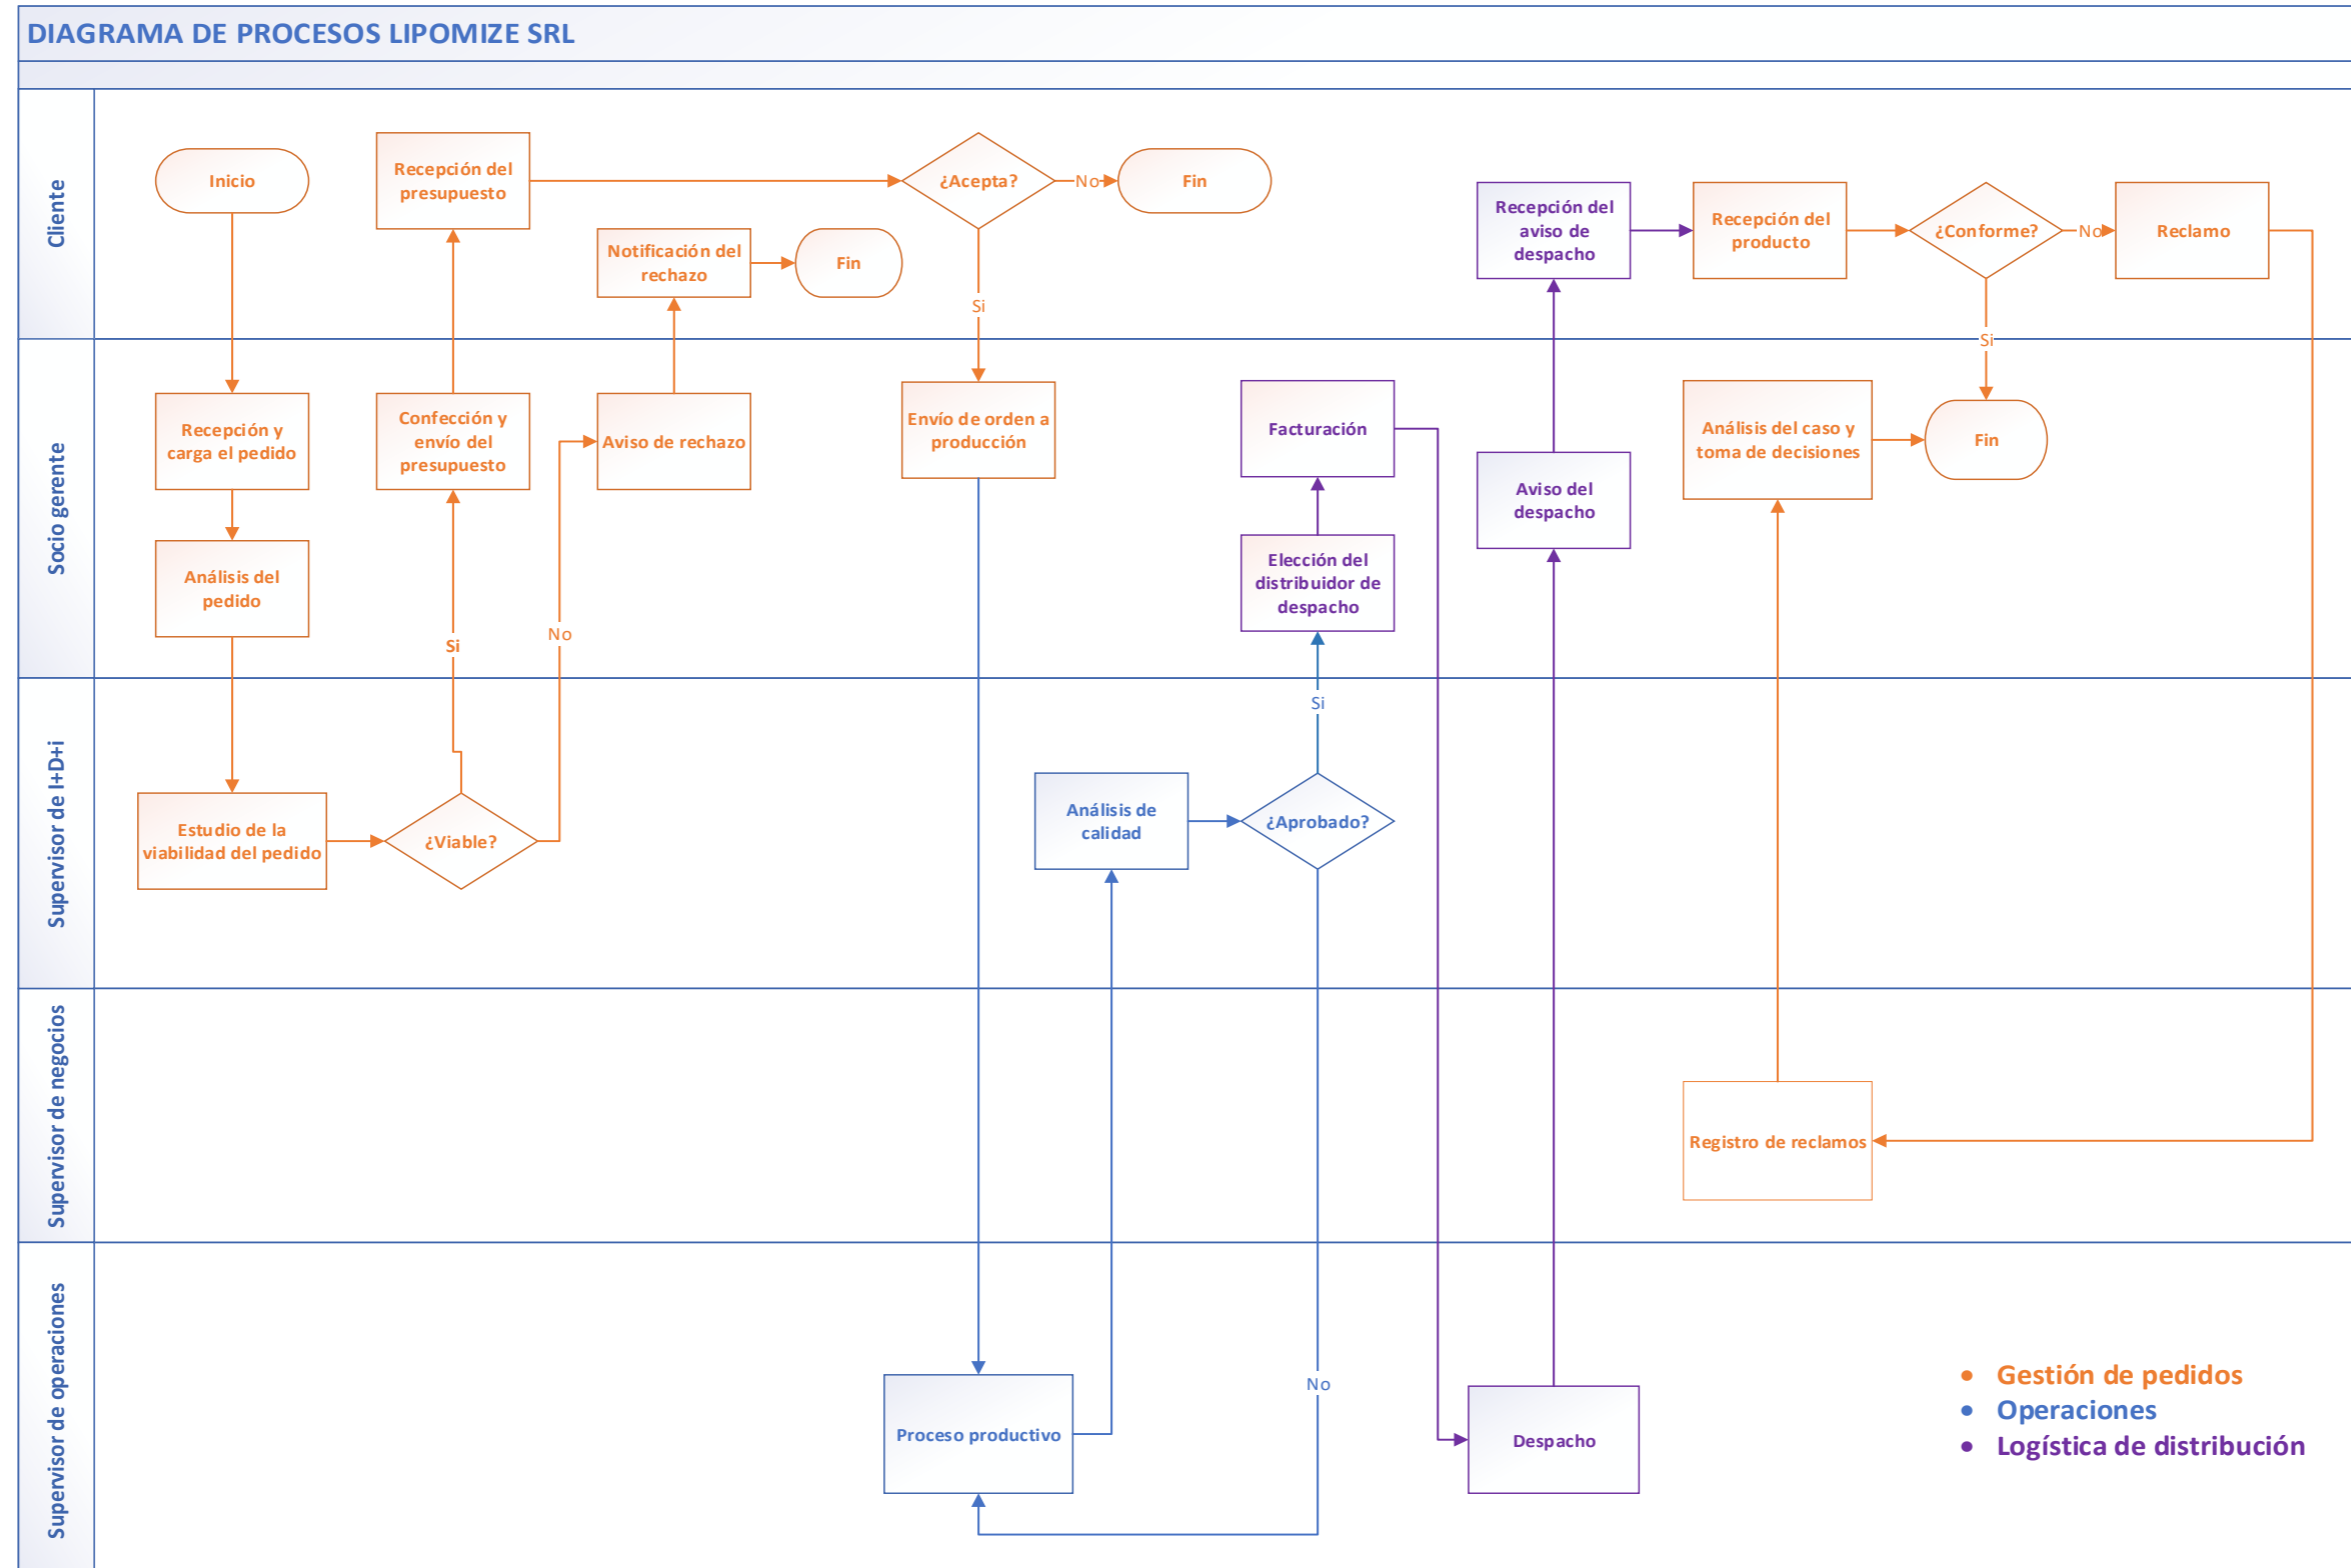 DIAGRAMA DE PROCESOS LIPOMIZE SRL
Cliente
Inicio
Recepción del
presupuesto
¿Acepta?
No
Fin
Notificación del
rechazo
Fin
Si
Recepción del
aviso de
despacho
Recepción del
producto
¿Conforme?
No
Reclamo
Si
Socio gerente
Recepción y
carga el pedido
Confección y
envío del
presupuesto
Aviso de rechazo
Envío de orden a
producción
Facturación
Análisis del caso y
toma de decisiones
Fin
Aviso del
despacho
Análisis del
pedido
Elección del
distribuidor de
despacho
Si
No
Supervisor de I+D+i
Si
Estudio de la
viabilidad del pedido
¿Viable?
Análisis de
calidad
¿Aprobado?
Supervisor de negocios
Registro de reclamos
Supervisor de operaciones
No
Proceso productivo
Despacho
• Gestión de pedidos
• Operaciones
• Logística de distribución